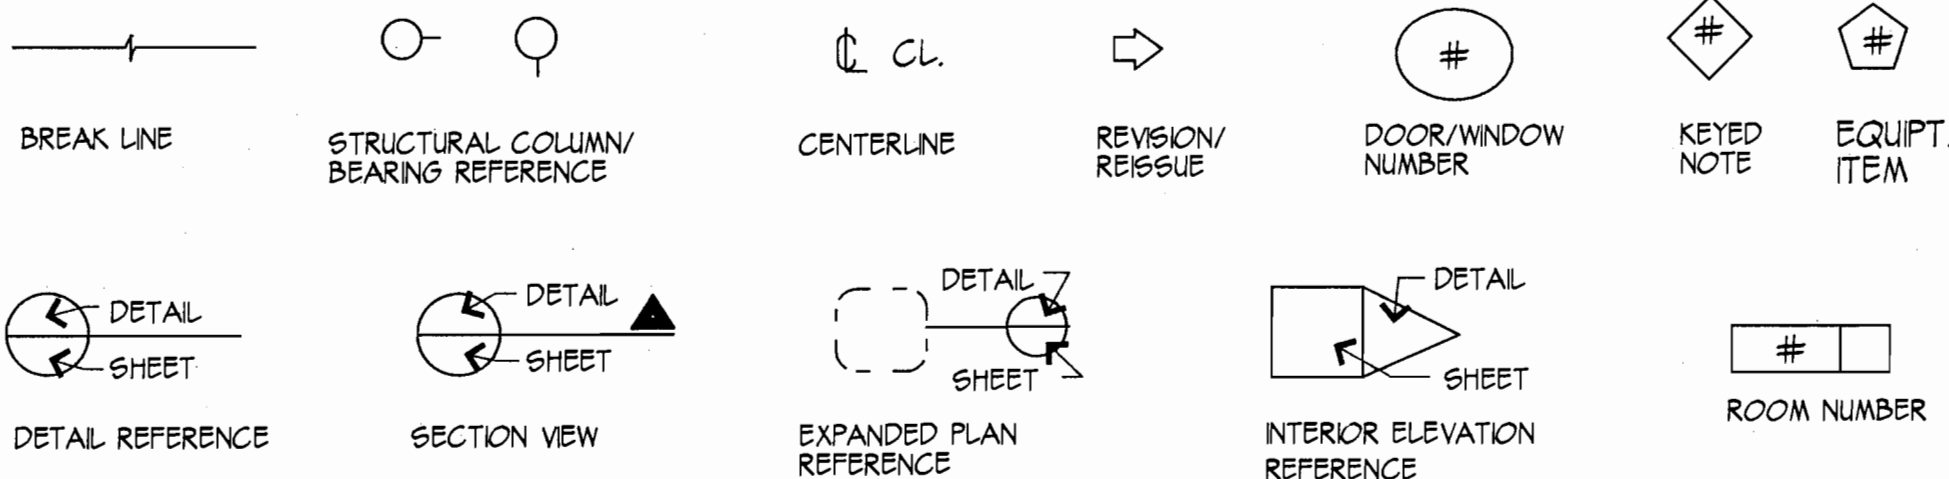 ℄ CL.
#
#
#
BREAK LINE
STRUCTURAL COLUMN/
BEARING REFERENCE
CENTERLINE
REVISION/
REISSUE
DOOR/WINDOW
NUMBER
KEYED
NOTE
EQUIPT.
ITEM
DETAIL
SHEET
DETAIL REFERENCE
DETAIL
SHEET
SECTION VIEW
DETAIL
SHEET
EXPANDED PLAN
REFERENCE
DETAIL
SHEET
INTERIOR ELEVATION
REFERENCE
#
ROOM NUMBER